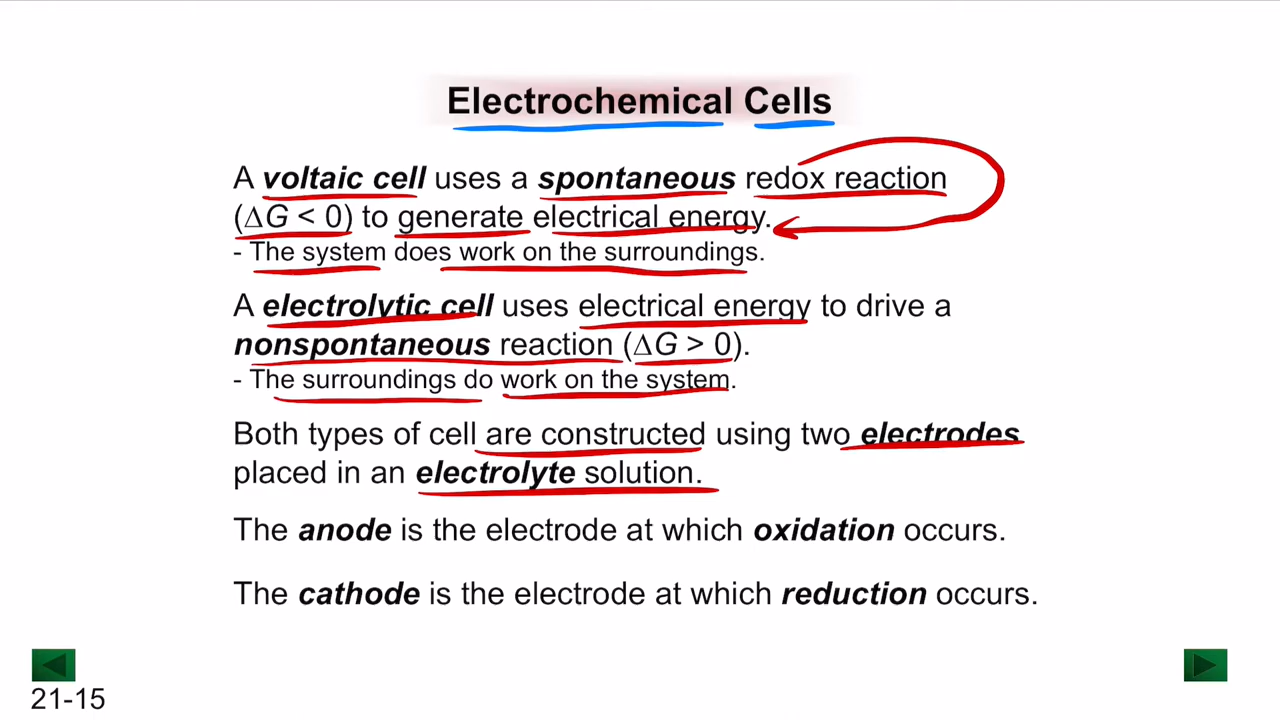 Electrochemical Cells
A voltaic cell uses a spontaneous redox reaction
(ΔG < 0) to generate electrical energy.
- The system does work on the surroundings.
A electrolytic cell uses electrical energy to drive a
nonspontaneous reaction (ΔG > 0).
- The surroundings do work on the system.
Both types of cell are constructed using two electrodes
placed in an electrolyte solution.
The anode is the electrode at which oxidation occurs.
The cathode is the electrode at which reduction occurs.
21-15